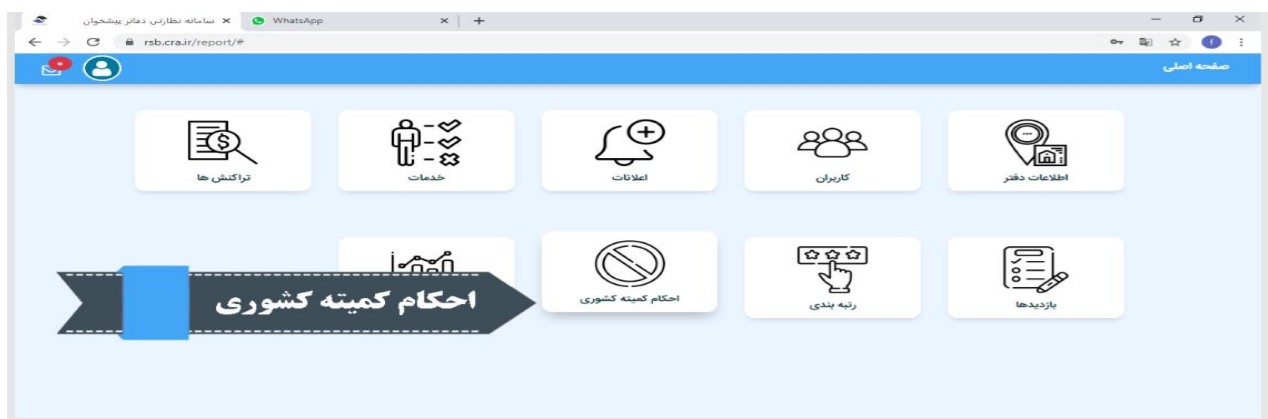 سامانه نظارتی دفاتر پیشخوان
WhatsApp
rsb.cra.ir/report/#
f
صفحه اصلی
اطلاعات دفتر
کاربران
اعلانات
خدمات
تراکنش ها
بازدیدها
رتبه بندی
احکام کمیته کشوری
احکام کمیته کشوری